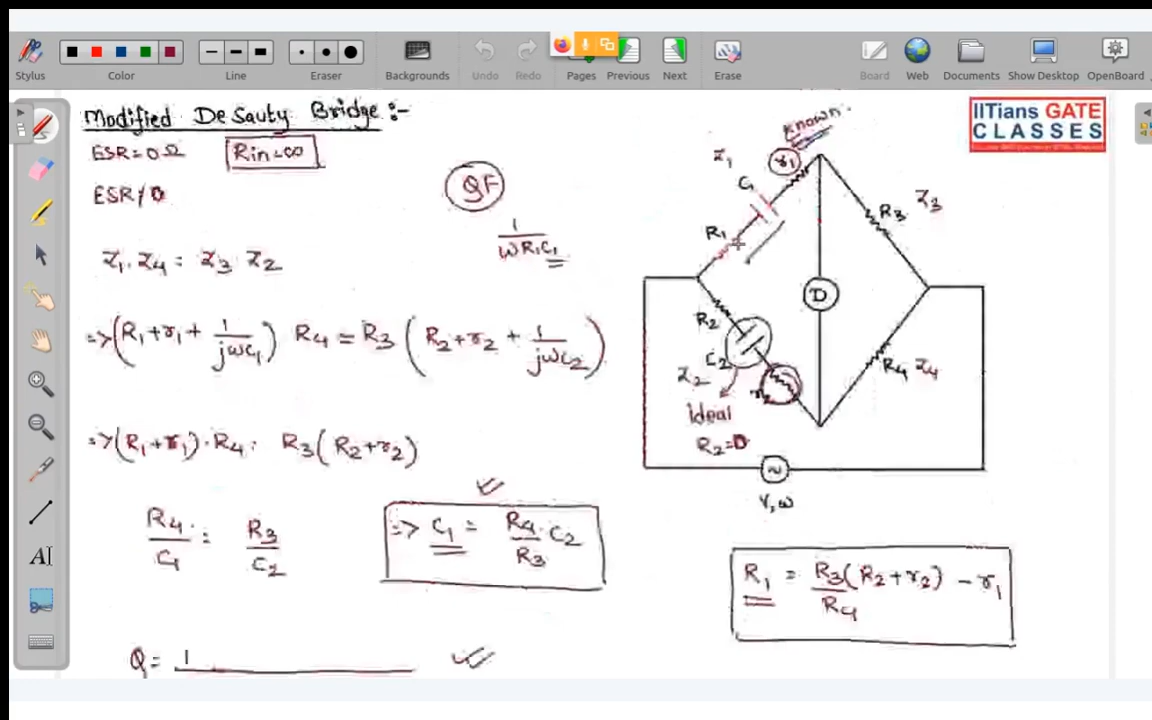 Stylus
Color
Line
Eraser
Backgrounds
Undo
Redo
Pages
Previous
Next
Erase
Board
Web
Documents
Show Desktop
OpenBoard
Modified De Sauty Bridge :-
ESR = 0 Ω
Rin = ∞
ESR ≠ 0
QF
1
ωR₁C₁
Z₁ . Z₄ = Z₃ Z₂
=> (R₁ + r₁ + 1/jωC₁) R₄ = R₃ (R₂ + r₂ + 1/jωC₂)
=> (R₁ + r₁) . R₄ = R₃ (R₂ + r₂)
R₄/C₁ = R₃/C₂
=> C₁ = R₄/R₃ . C₂
Q = 1
IITians GATE
CLASSES
Known
Z₁
r₁
C₁
R₁
R₃
Z₃
D
R₂
C₂
Z₂
r₂
R₄
Z₄
ideal
R₂ = 0
V, ω
R₁ = R₃(R₂ + r₂)/R₄ - r₁
AI